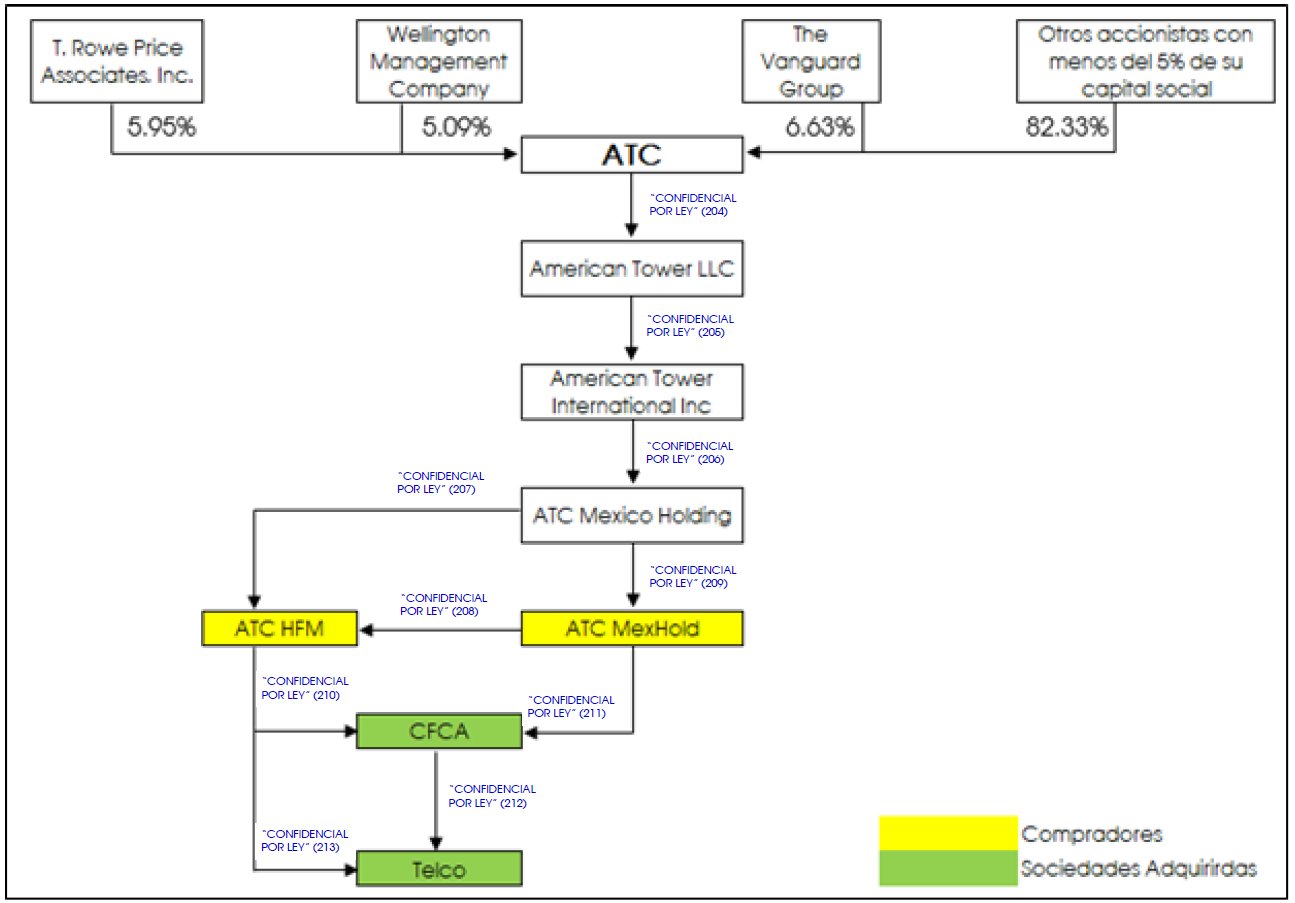 T. Rowe Price
Associates. Inc.
Wellington
Management
Company
The
Vanguard
Group
Otros accionistas con
menos del 5% de su
capital social
5.95%
5.09%
6.63%
82.33%
ATC
“CONFIDENCIAL
POR LEY” (204)
American Tower LLC
“CONFIDENCIAL
POR LEY” (205)
American Tower
International Inc
“CONFIDENCIAL
POR LEY” (206)
“CONFIDENCIAL
POR LEY” (207)
ATC Mexico Holding
“CONFIDENCIAL
POR LEY” (209)
“CONFIDENCIAL
POR LEY” (208)
ATC HFM
ATC MexHold
“CONFIDENCIAL
POR LEY” (210)
“CONFIDENCIAL
POR LEY” (211)
CFCA
“CONFIDENCIAL
POR LEY” (212)
“CONFIDENCIAL
POR LEY” (213)
Telco
Compradores
Sociedades Adquirirdas